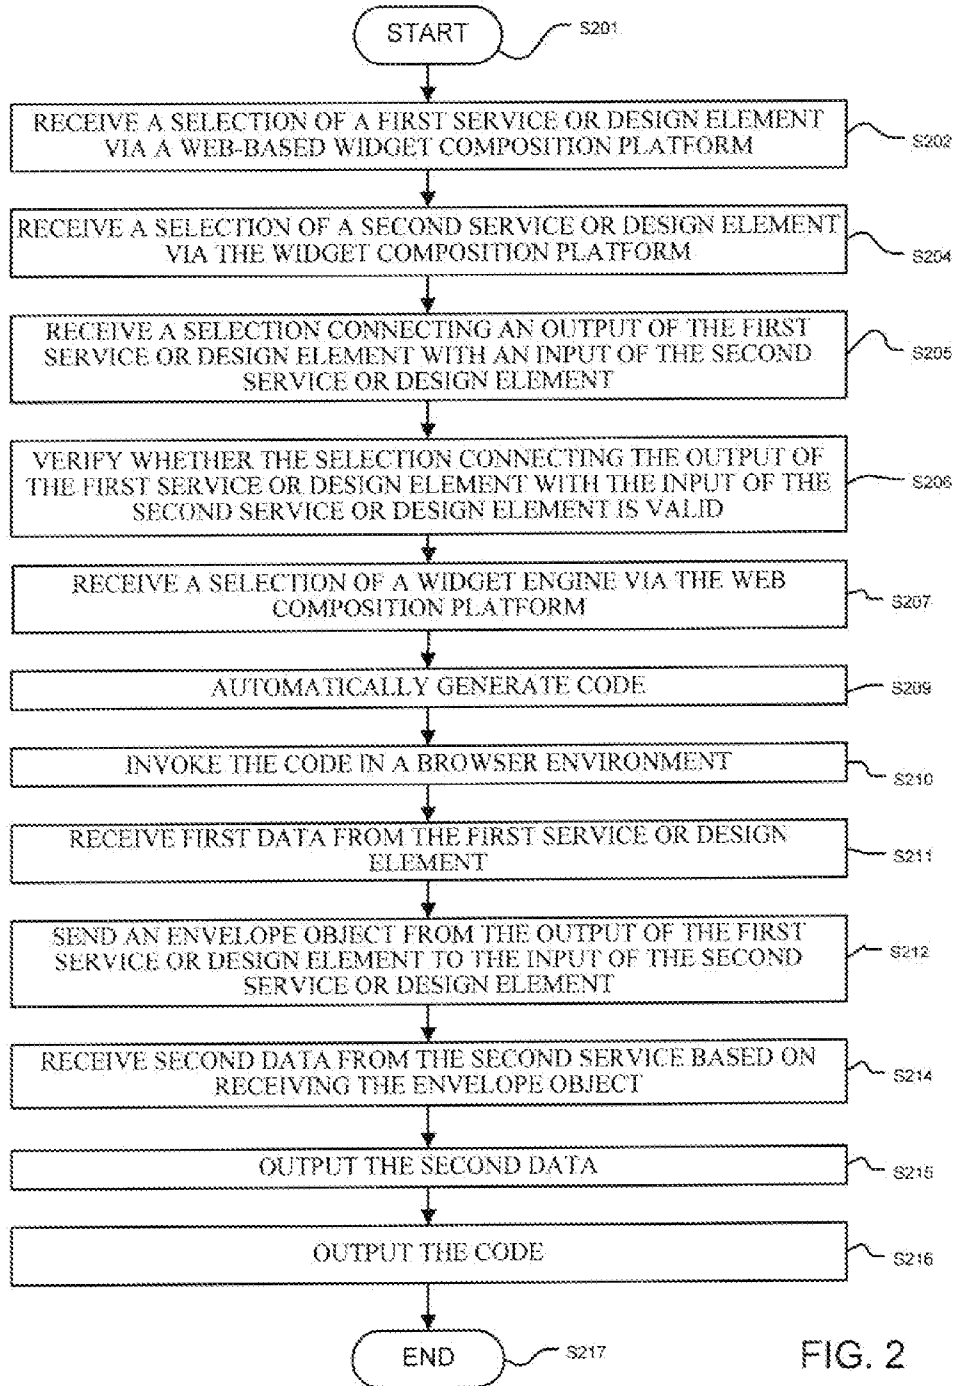 START
S201
RECEIVE A SELECTION OF A FIRST SERVICE OR DESIGN ELEMENT
VIA A WEB-BASED WIDGET COMPOSITION PLATFORM
S202
RECEIVE A SELECTION OF A SECOND SERVICE OR DESIGN ELEMENT
VIA THE WIDGET COMPOSITION PLATFORM
S204
RECEIVE A SELECTION CONNECTING AN OUTPUT OF THE FIRST
SERVICE OR DESIGN ELEMENT WITH AN INPUT OF THE SECOND
SERVICE OR DESIGN ELEMENT
S205
VERIFY WHETHER THE SELECTION CONNECTING THE OUTPUT OF
THE FIRST SERVICE OR DESIGN ELEMENT WITH THE INPUT OF THE
SECOND SERVICE OR DESIGN ELEMENT IS VALID
S206
RECEIVE A SELECTION OF A WIDGET ENGINE VIA THE WEB
COMPOSITION PLATFORM
S207
AUTOMATICALLY GENERATE CODE
S209
INVOKE THE CODE IN A BROWSER ENVIRONMENT
S210
RECEIVE FIRST DATA FROM THE FIRST SERVICE OR DESIGN
ELEMENT
S211
SEND AN ENVELOPE OBJECT FROM THE OUTPUT OF THE FIRST
SERVICE OR DESIGN ELEMENT TO THE INPUT OF THE SECOND
SERVICE OR DESIGN ELEMENT
S212
RECEIVE SECOND DATA FROM THE SECOND SERVICE BASED ON
RECEIVING THE ENVELOPE OBJECT
S214
OUTPUT THE SECOND DATA
S215
OUTPUT THE CODE
S216
END
S217
FIG. 2